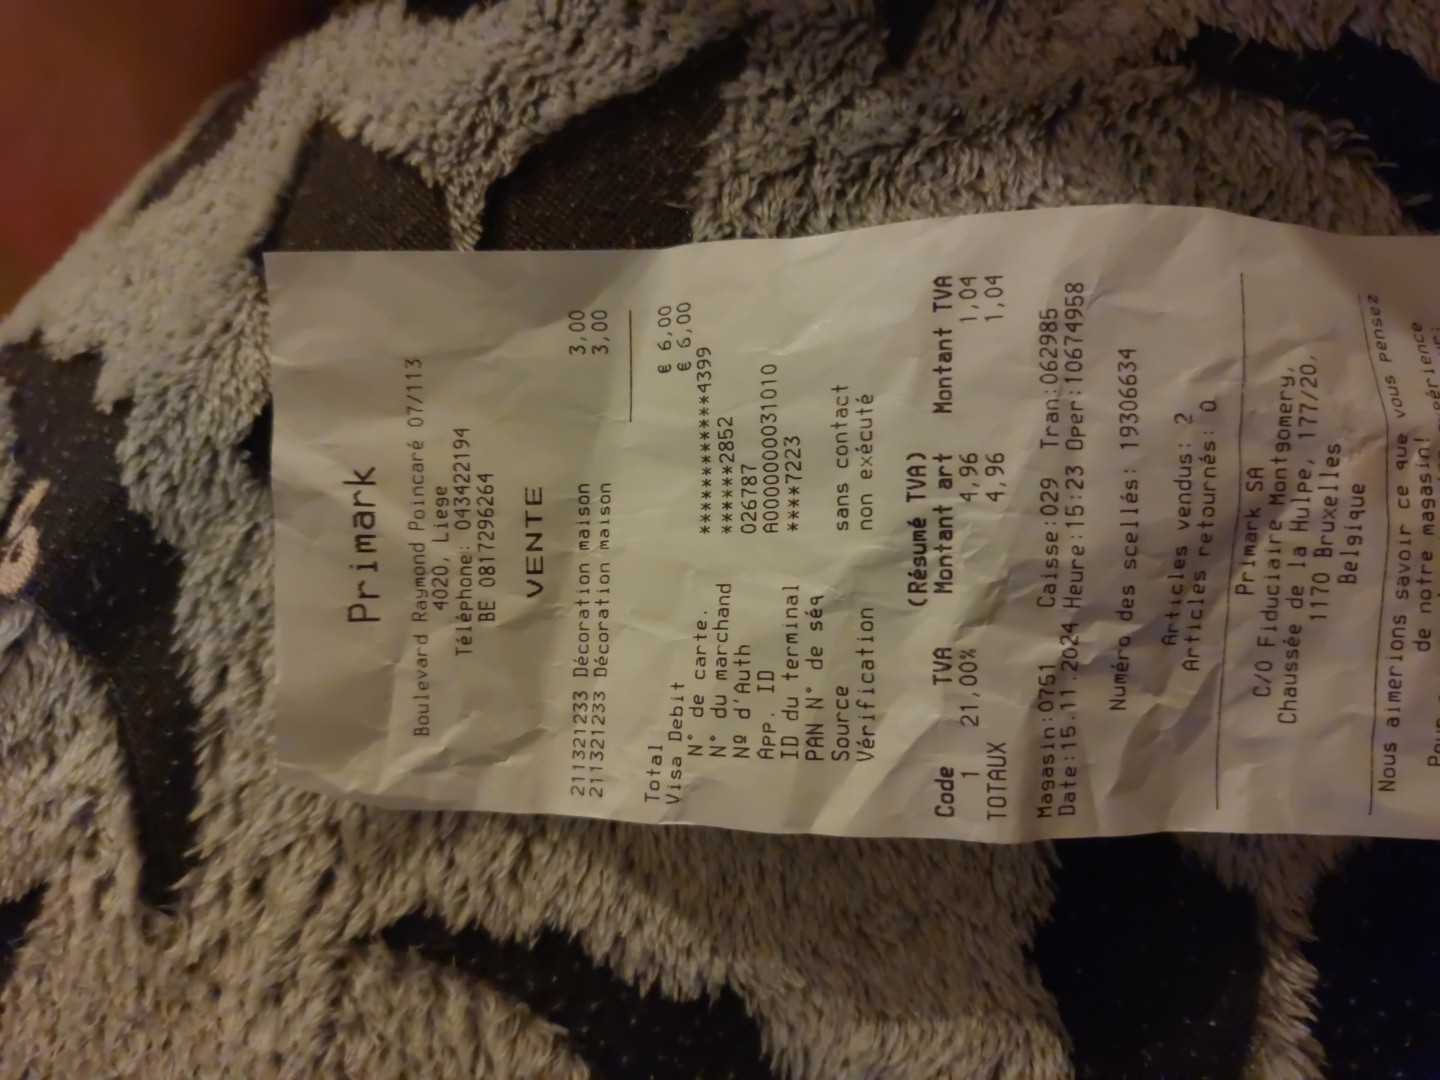 Primark
Boulevard Raymond Poincaré 07/113
4020, Liege
Téléphone: 043422194
BE 0817296264
VENTE
211321233 Décoration maison 3,00
211321233 Décoration maison 3,00
Total € 6,00
Visa Debit € 6,00
N° de carte. ************4399
N° du marchand ******2852
Nº d'Auth 026787
App. ID A0000000031010
ID du terminal ****7223
PAN N° de séq
Source sans contact
Vérification non exécuté
(Résumé TVA)
Code TVA Montant art Montant TVA
1 21,00% 4,96 1,04
TOTAUX 4,96 1,04
Magasin:0751 Caisse:029 Tran:062985
Date:15.11.2024 Heure:15:23 Oper:10674958
Numéro des scellés: 19306634
Articles vendus: 2
Articles retournés: 0
Primark SA
C/O Fiduciaire Montgomery,
Chaussée de la Hulpe, 177/20,
1170 Bruxelles
Belgique
Nous aimerions savoir ce que vous pensez
de notre magasin!